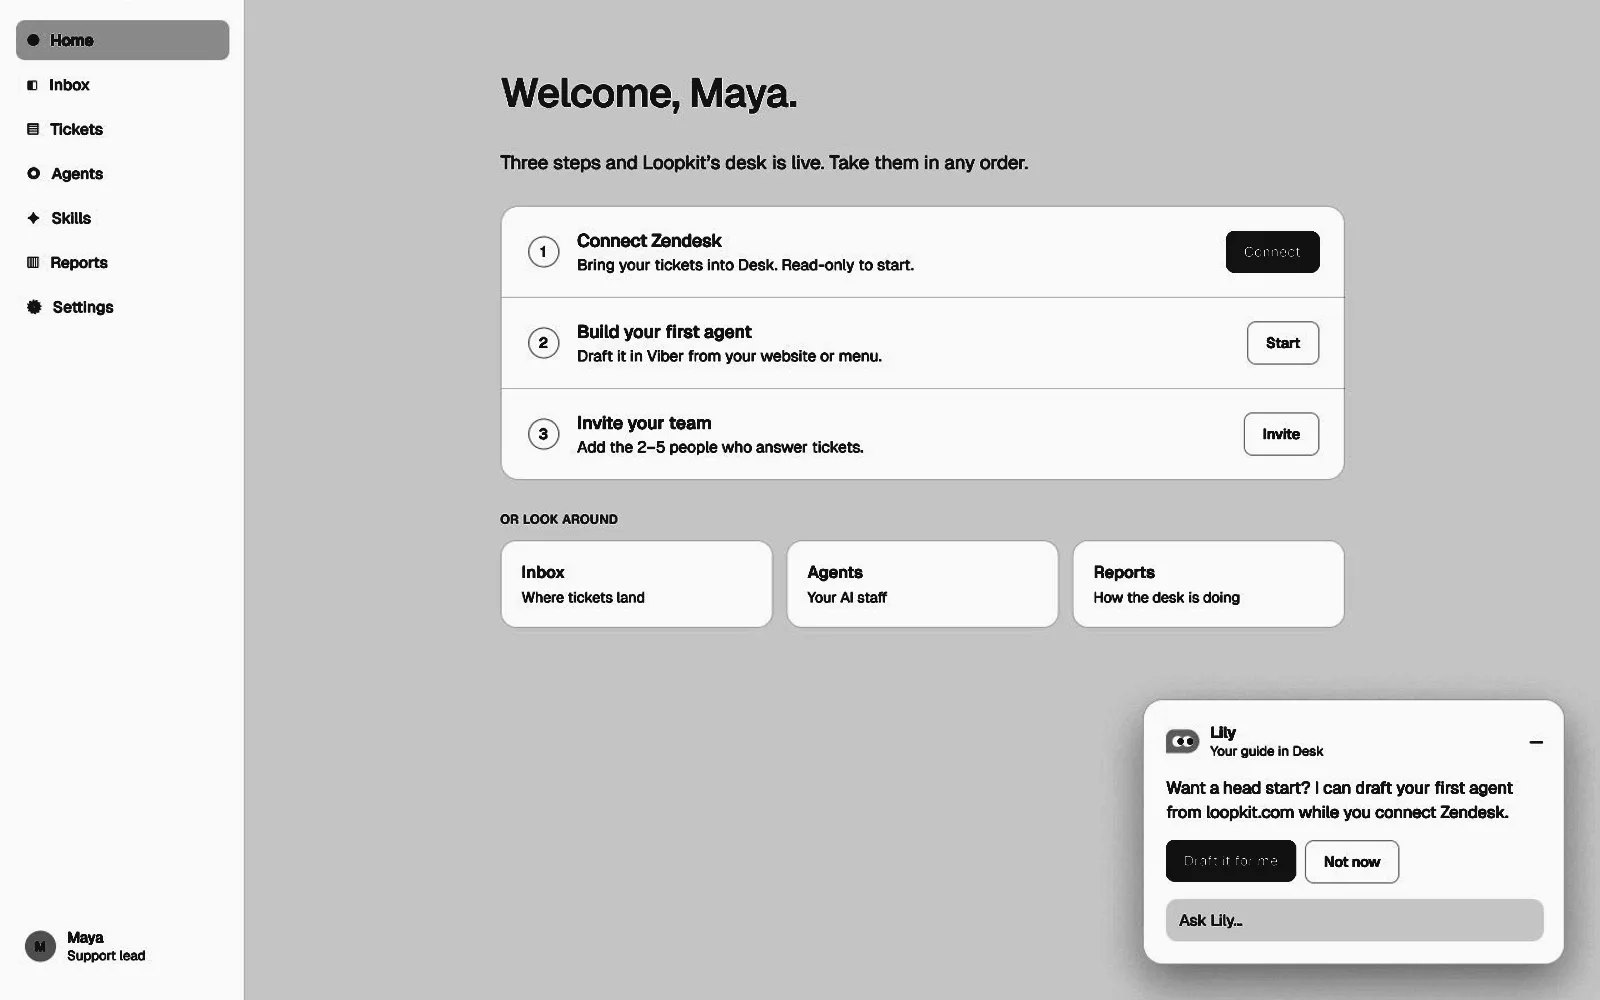 Home
Inbox
Tickets
Agents
Skills
Reports
Settings
M
Maya
Support lead
Welcome, Maya.
Three steps and Loopkit’s desk is live. Take them in any order.
1
Connect Zendesk
Bring your tickets into Desk. Read-only to start.
Connect
2
Build your first agent
Draft it in Viber from your website or menu.
Start
3
Invite your team
Add the 2–5 people who answer tickets.
Invite
OR LOOK AROUND
Inbox
Where tickets land
Agents
Your AI staff
Reports
How the desk is doing
Lily
Your guide in Desk
Want a head start? I can draft your first agent
from loopkit.com while you connect Zendesk.
Draft it for me
Not now
Ask Lily...